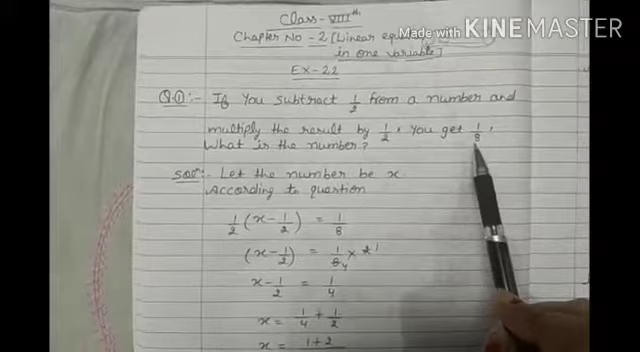 Class - VIIIth
Chapter No - 2 [Linear equ
in one variable]
Made with KINEMASTER
EX - 2.2
Q.1 :- If You subtract 1/2 from a number and
multiply the result by 1/2, You get 1/8,
What is the number?
Sol:- Let the number be x.
According to question
1/2 (x - 1/2) = 1/8
(x - 1/2) = 1/8 4 × 2 1
x - 1/2 = 1/4
x = 1/4 + 1/2
x = 1+2